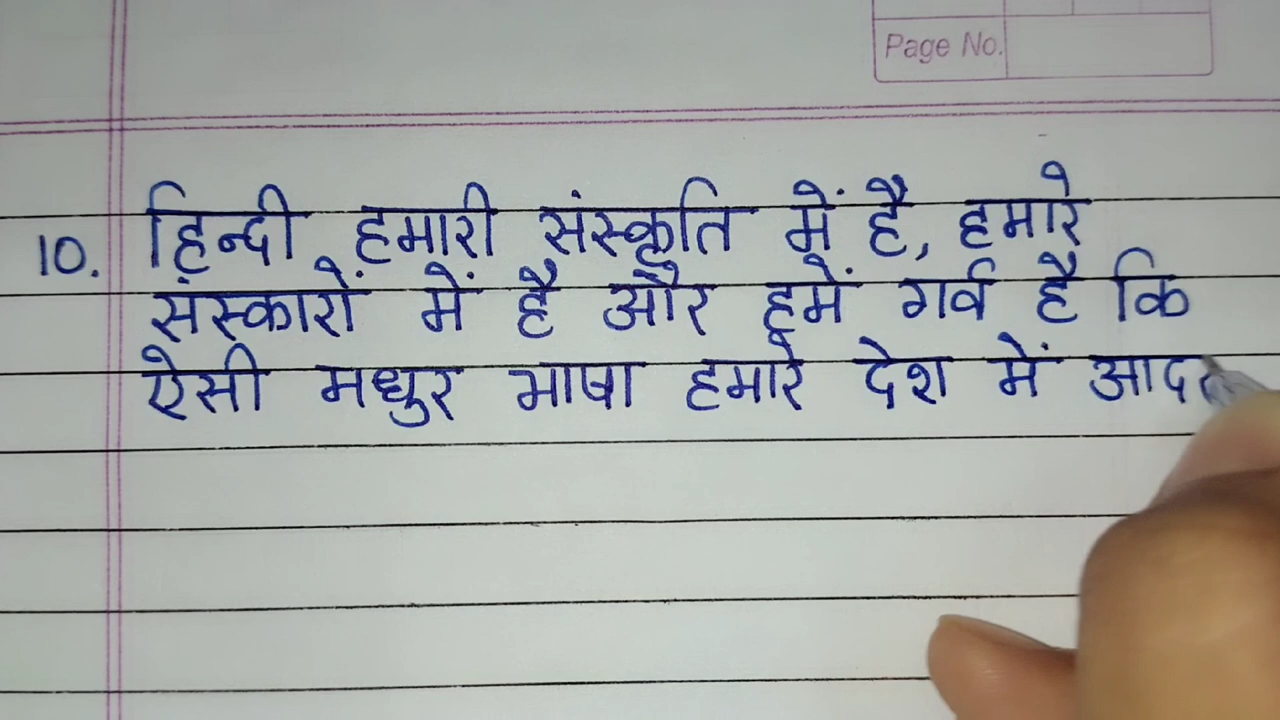 Page No.
10. हिन्दी हमारी संस्कृति में है, हमारे
संस्कारों में है और हमें गर्व है कि
ऐसी मधुर भाषा हमारे देश में